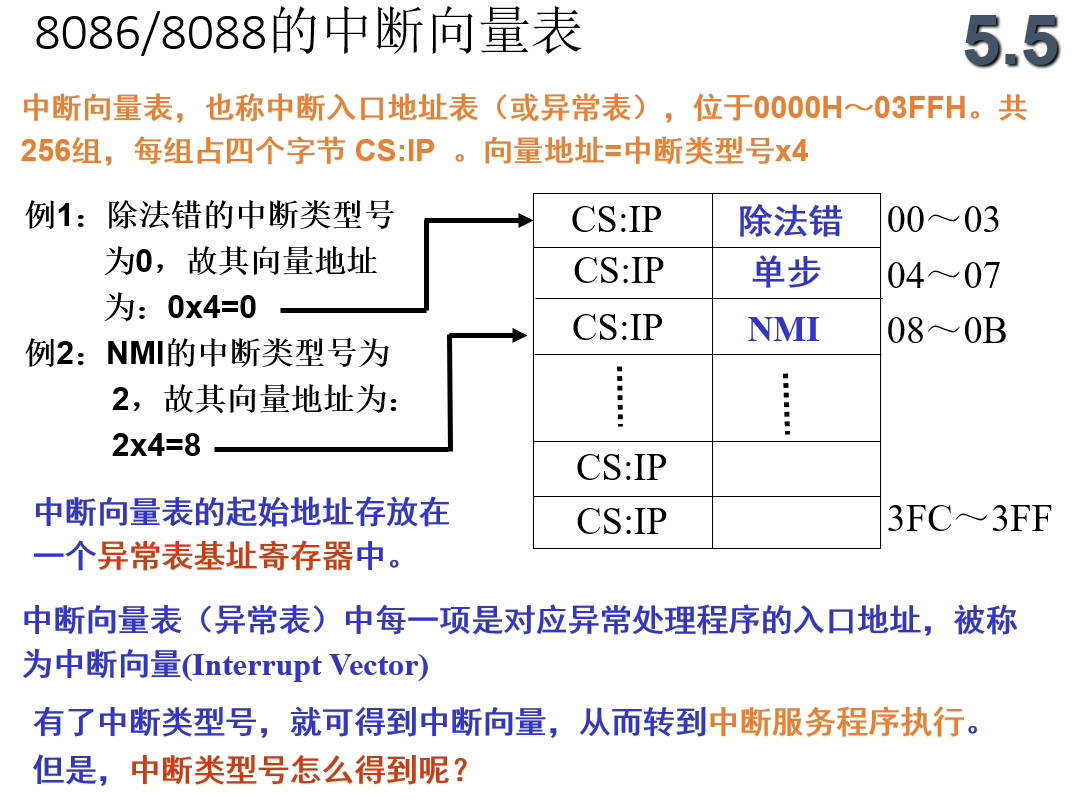 8086/8088的中断向量表
5.5
中断向量表，也称中断入口地址表（或异常表），位于0000H～03FFH。共
256组，每组占四个字节 CS:IP 。向量地址=中断类型号x4
例1：除法错的中断类型号
为0，故其向量地址
为：0x4=0
例2：NMI的中断类型号为
2，故其向量地址为：
2x4=8
CS:IP 除法错 00～03
CS:IP 单步 04～07
CS:IP NMI 08～0B
CS:IP
CS:IP 3FC～3FF
中断向量表的起始地址存放在
一个异常表基址寄存器中。
中断向量表（异常表）中每一项是对应异常处理程序的入口地址，被称
为中断向量(Interrupt Vector)
有了中断类型号，就可得到中断向量，从而转到中断服务程序执行。
但是，中断类型号怎么得到呢？